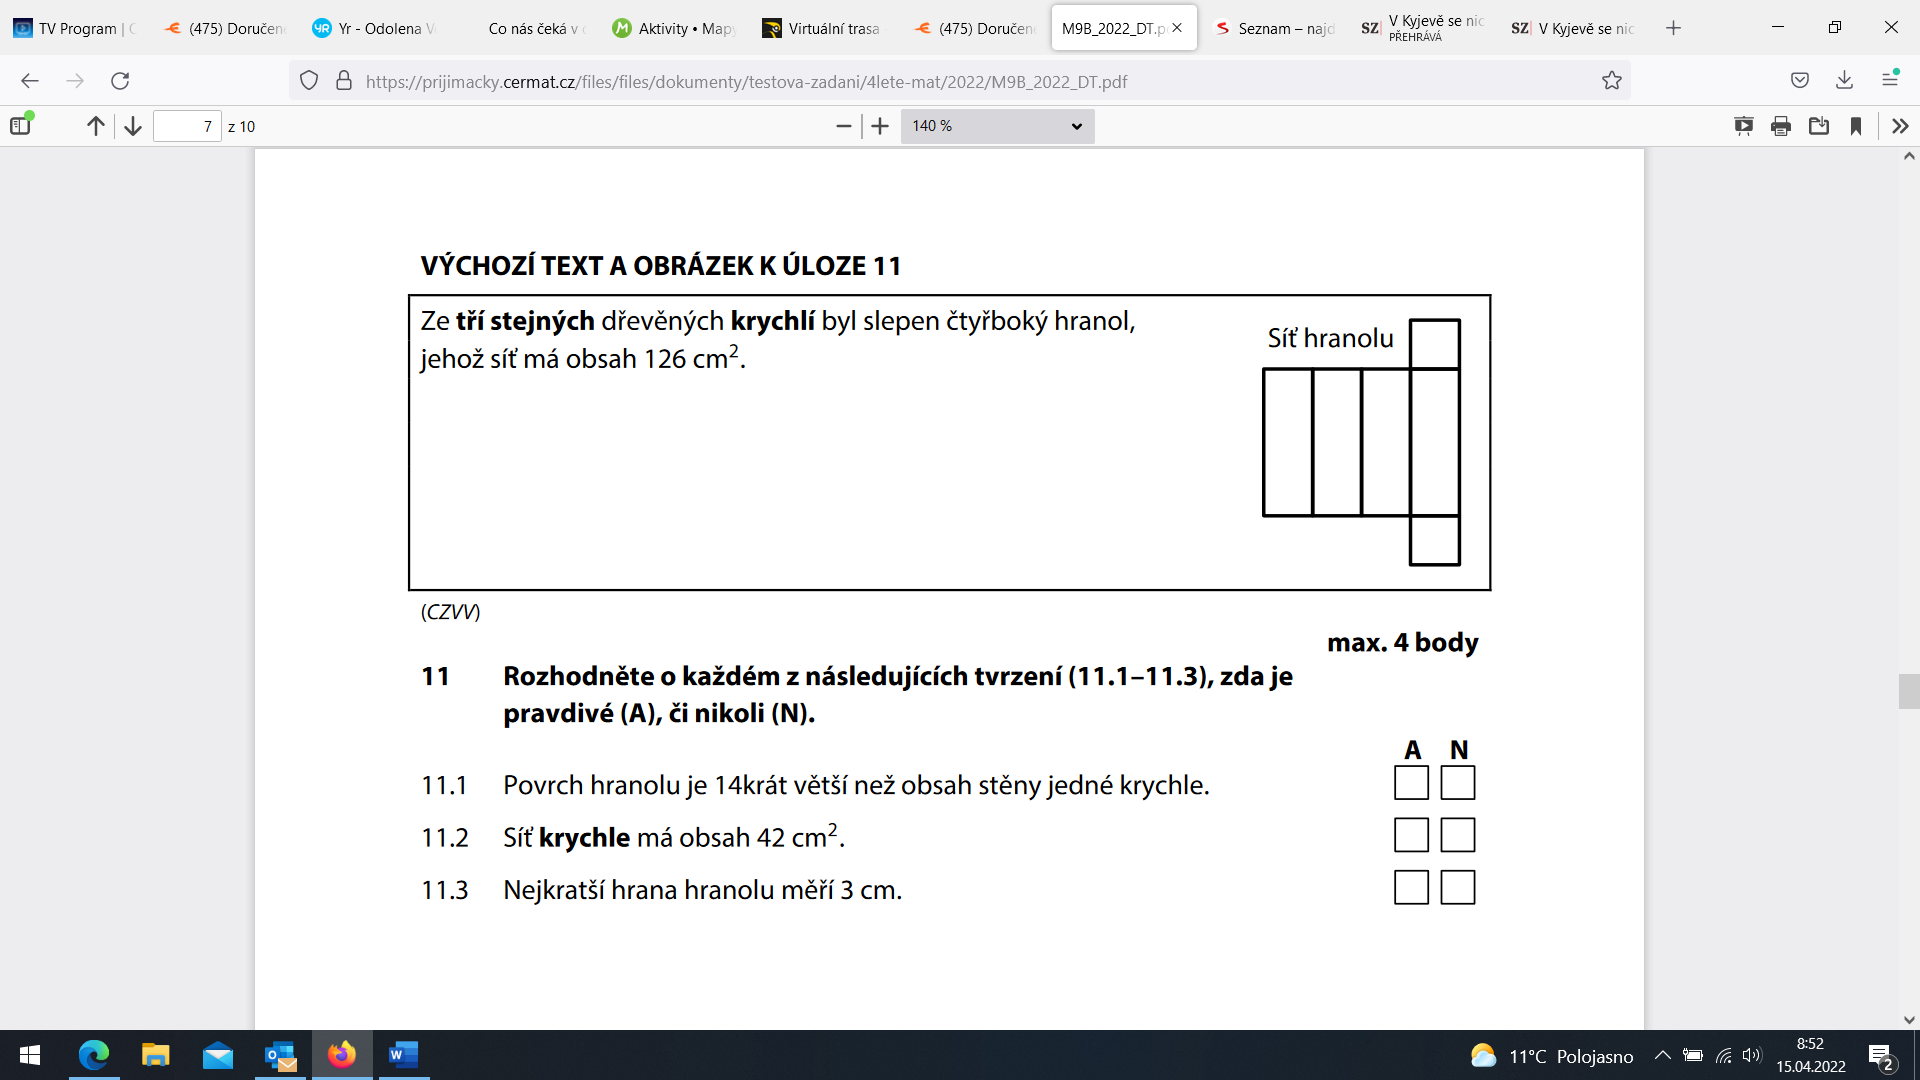 TV Program | Č
(475) Doručen
Yr - Odolena V
Co nás čeká v
Aktivity • Mapy
Virtuální trasa
(475) Doručen
M9B_2022_DT.p
Seznam – najd
V Kyjevě se nic
PŘEHRÁVÁ
V Kyjevě se nic
https://prijimacky.cermat.cz/files/files/dokumenty/testova-zadani/4lete-mat/2022/M9B_2022_DT.pdf
7 z 10
140 %
VÝCHOZÍ TEXT A OBRÁZEK K ÚLOZE 11
Ze tří stejných dřevěných krychlí byl slepen čtyřboký hranol,
jehož síť má obsah 126 cm².
Síť hranolu
(CZVV)
max. 4 body
11 Rozhodněte o každém z následujících tvrzení (11.1–11.3), zda je
pravdivé (A), či nikoli (N).
A N
11.1 Povrch hranolu je 14krát větší než obsah stěny jedné krychle.
11.2 Síť krychle má obsah 42 cm².
11.3 Nejkratší hrana hranolu měří 3 cm.
11°C Polojasno
8:52
15.04.2022
2